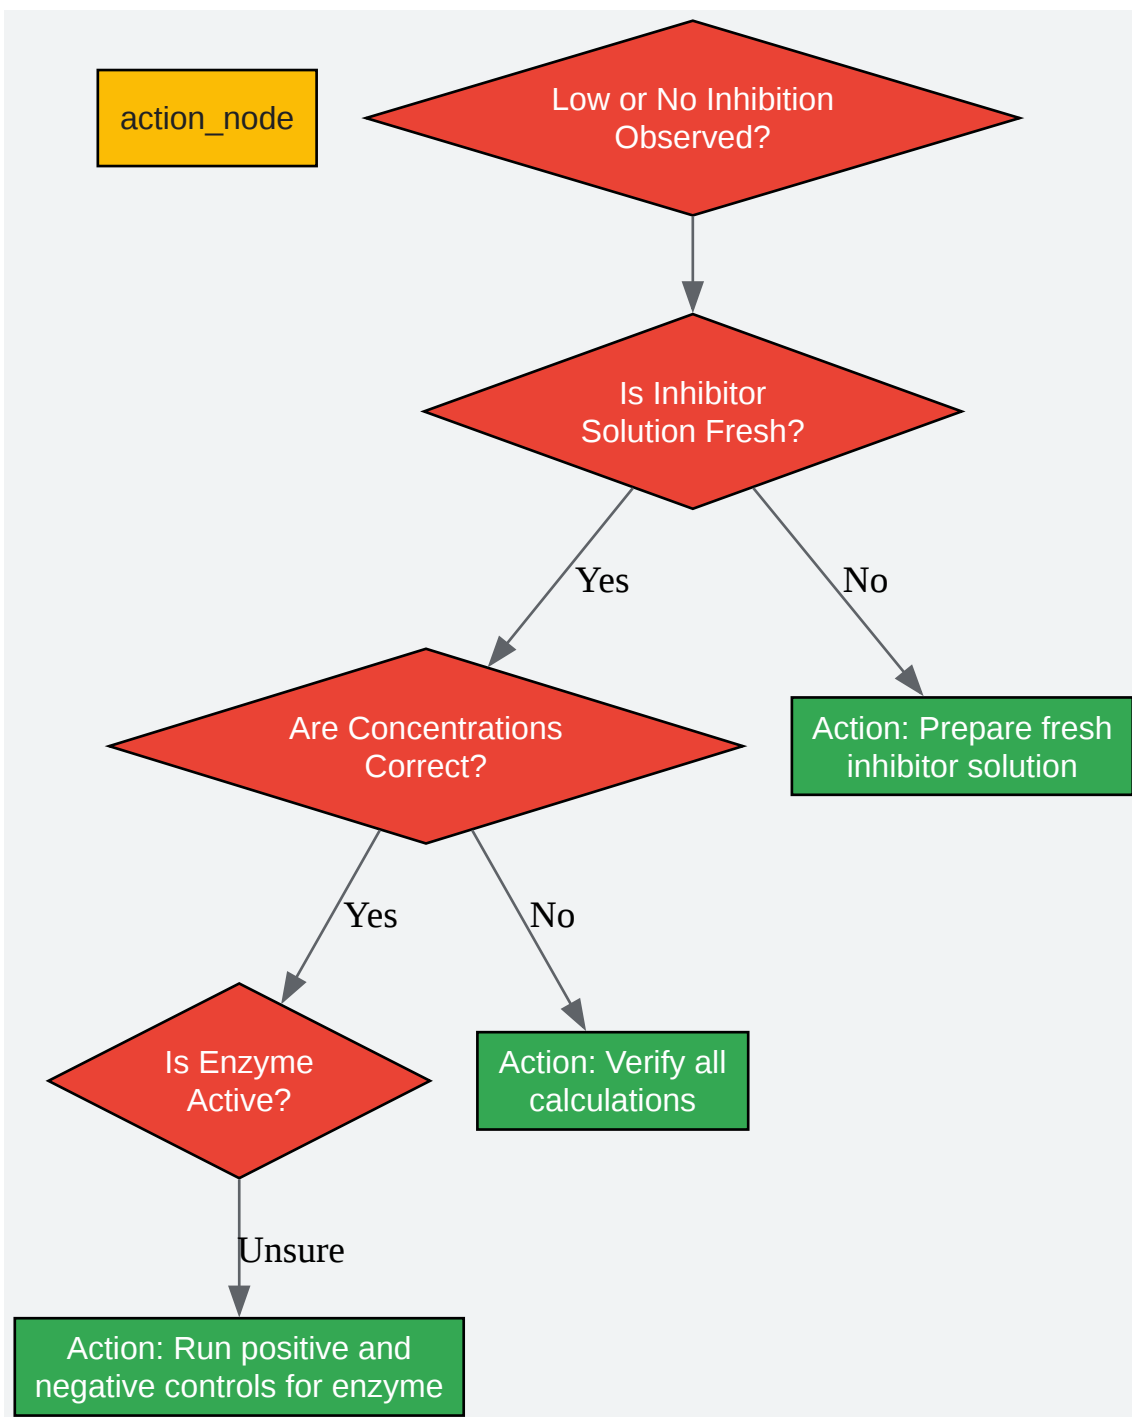 action_node
Low or No Inhibition
Observed?
Is Inhibitor
Solution Fresh?
Yes
No
Are Concentrations
Correct?
Action: Prepare fresh
inhibitor solution
Yes
No
Is Enzyme
Active?
Action: Verify all
calculations
Unsure
Action: Run positive and
negative controls for enzyme